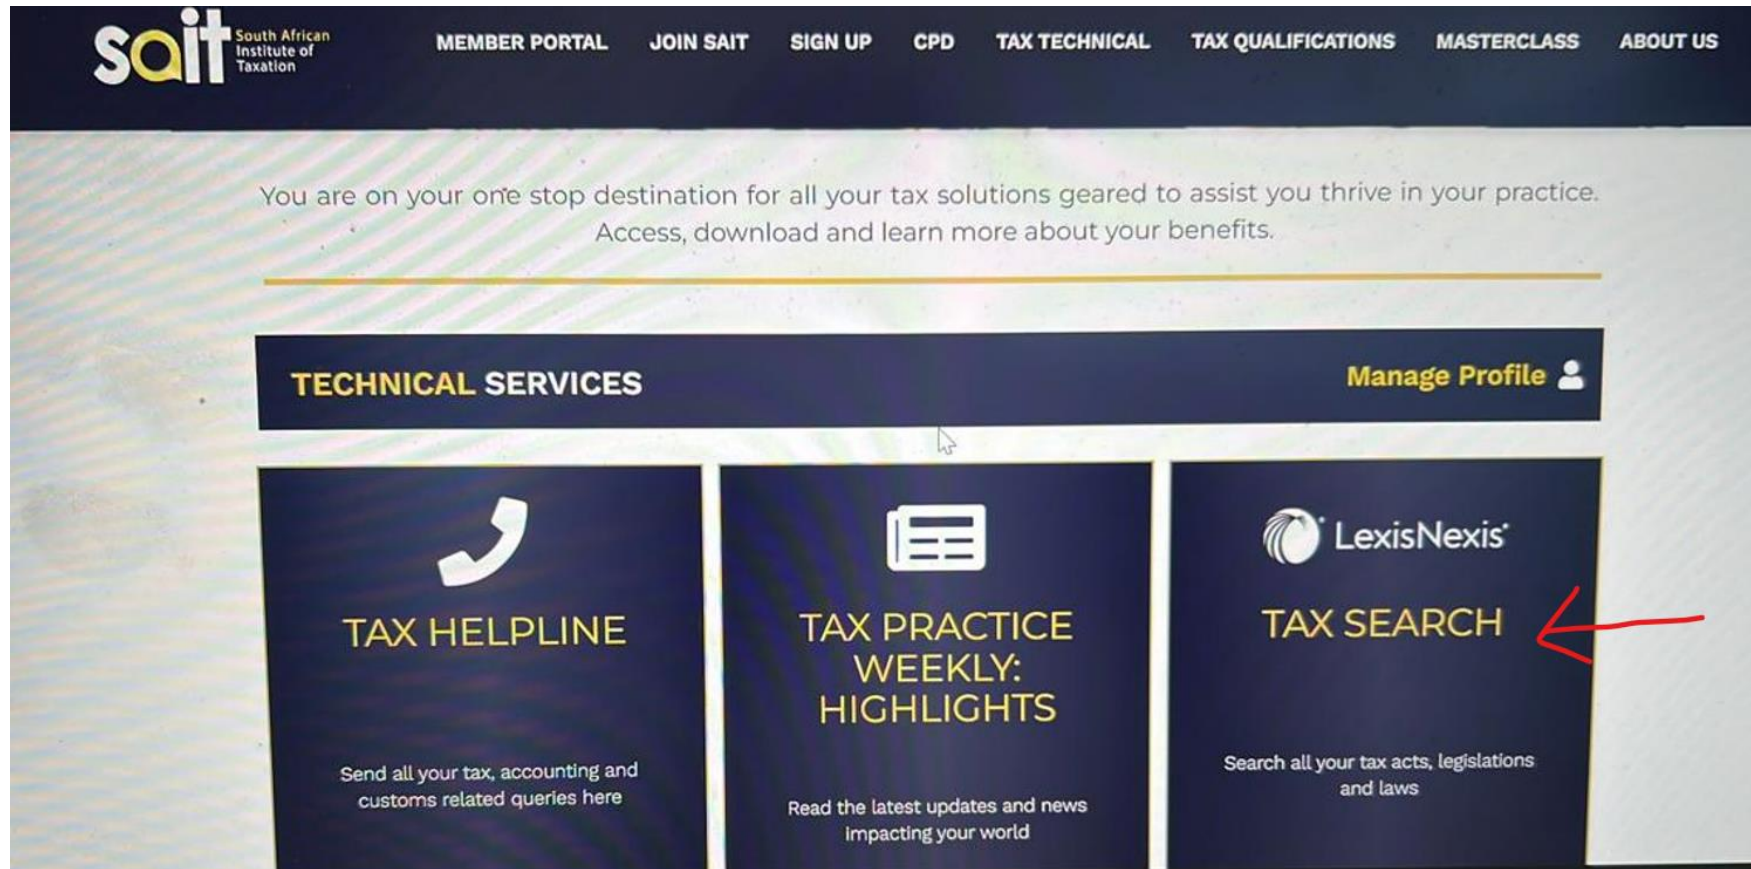 sait
South African
Institute of
Taxation
MEMBER PORTAL JOIN SAIT SIGN UP CPD TAX TECHNICAL TAX QUALIFICATIONS MASTERCLASS ABOUT US
You are on your one stop destination for all your tax solutions geared to assist you thrive in your practice.
Access, download and learn more about your benefits.
TECHNICAL SERVICES
Manage Profile
TAX HELPLINE
Send all your tax, accounting and
customs related queries here
TAX PRACTICE
WEEKLY:
HIGHLIGHTS
Read the latest updates and news
impacting your world
LexisNexis
TAX SEARCH
Search all your tax acts, legislations
and laws